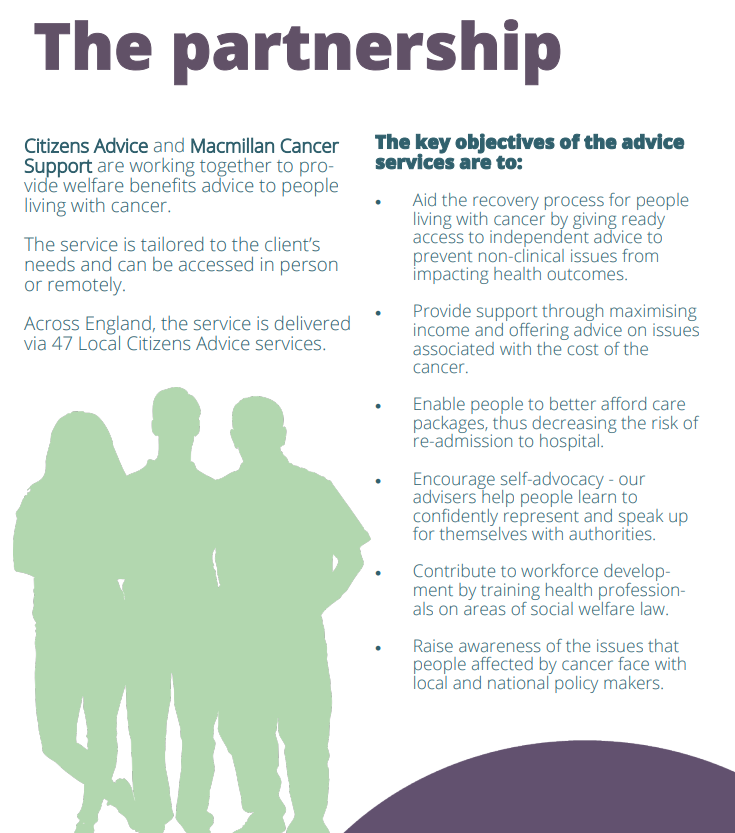 The partnership
Citizens Advice and Macmillan Cancer
Support are working together to pro-
vide welfare benefits advice to people
living with cancer.
The service is tailored to the client's
needs and can be accessed in person
or remotely.
Across England, the service is delivered
via 47 Local Citizens Advice services.
The key objectives of the advice
services are to:
• Aid the recovery process for people
living with cancer by giving ready
access to independent advice to
prevent non-clinical issues from
impacting health outcomes.
• Provide support through maximising
income and offering advice on issues
associated with the cost of the
cancer.
• Enable people to better afford care
packages, thus decreasing the risk of
re-admission to hospital.
• Encourage self-advocacy - our
advisers help people learn to
confidently represent and speak up
for themselves with authorities.
• Contribute to workforce develop-
ment by training health profession-
als on areas of social welfare law.
• Raise awareness of the issues that
people affected by cancer face with
local and national policy makers.